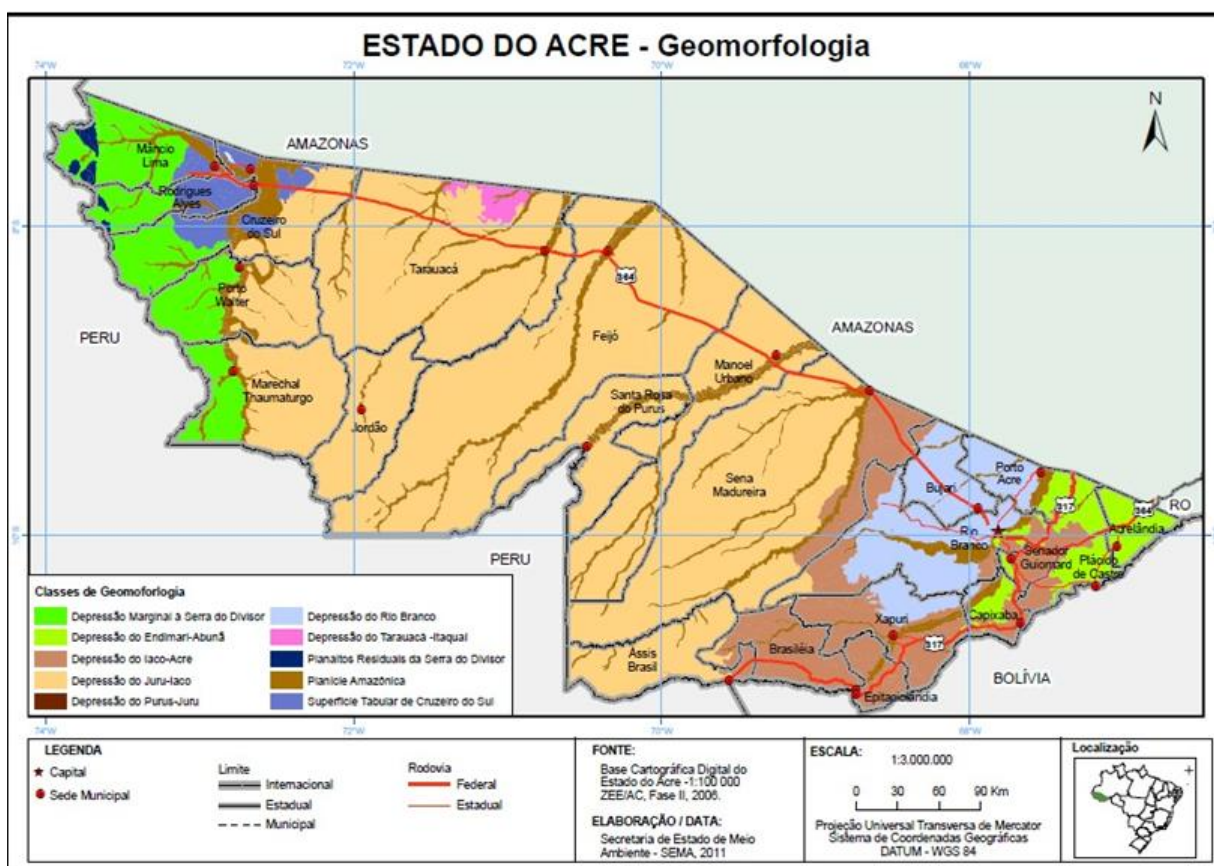 ESTADO DO ACRE - Geomorfologia
74°W
72°W
70°W
68°W
N
AMAZONAS
Mâncio
Lima
Rodrigues
Alves
Cruzeiro
do Sul
Tarauacá
364
Porto
Walter
PERU
Feijó
AMAZONAS
Manoel
Urbano
Marechal
Thaumaturgo
Santa Rosa
do Purus
Jordão
Sena
Madureira
Bujari
Porto
Acre
317
364
RO
Acrelândia
Rio
Branco
Senador
Guiomard
Plácido
de Castro
PERU
Xapuri
Capixaba
317
Assis
Brasil
Brasiléia
Epitaciolândia
BOLÍVIA
Classes de Geomoforlogia
Depressão Marginal à Serra do Divisor
Depressão do Endimari-Abunã
Depressão do Iaco-Acre
Depressão do Juru-Iaco
Depressão do Purus-Juru
Depressão do Rio Branco
Depressão do Tarauacá -Itaquaí
Planaltos Residuais da Serra do Divisor
Planície Amazônica
Superfície Tabular de Cruzeiro do Sul
74°W
72°W
70°W
68°W
LEGENDA
Capital
Sede Municipal
Limite
Internacional
Estadual
Municipal
Rodovia
Federal
Estadual
FONTE:
Base Cartográfica Digital do
Estado do Acre -1:100 000
ZEE/AC, Fase II, 2006.
ELABORAÇÃO / DATA:
Secretaria de Estado de Meio
Ambiente - SEMA, 2011
ESCALA:
1:3.000.000
0 30 60 90 Km
Projeção Universal Transversa de Mercator
Sistema de Coordenadas Geográficas
DATUM - WGS 84
Localização